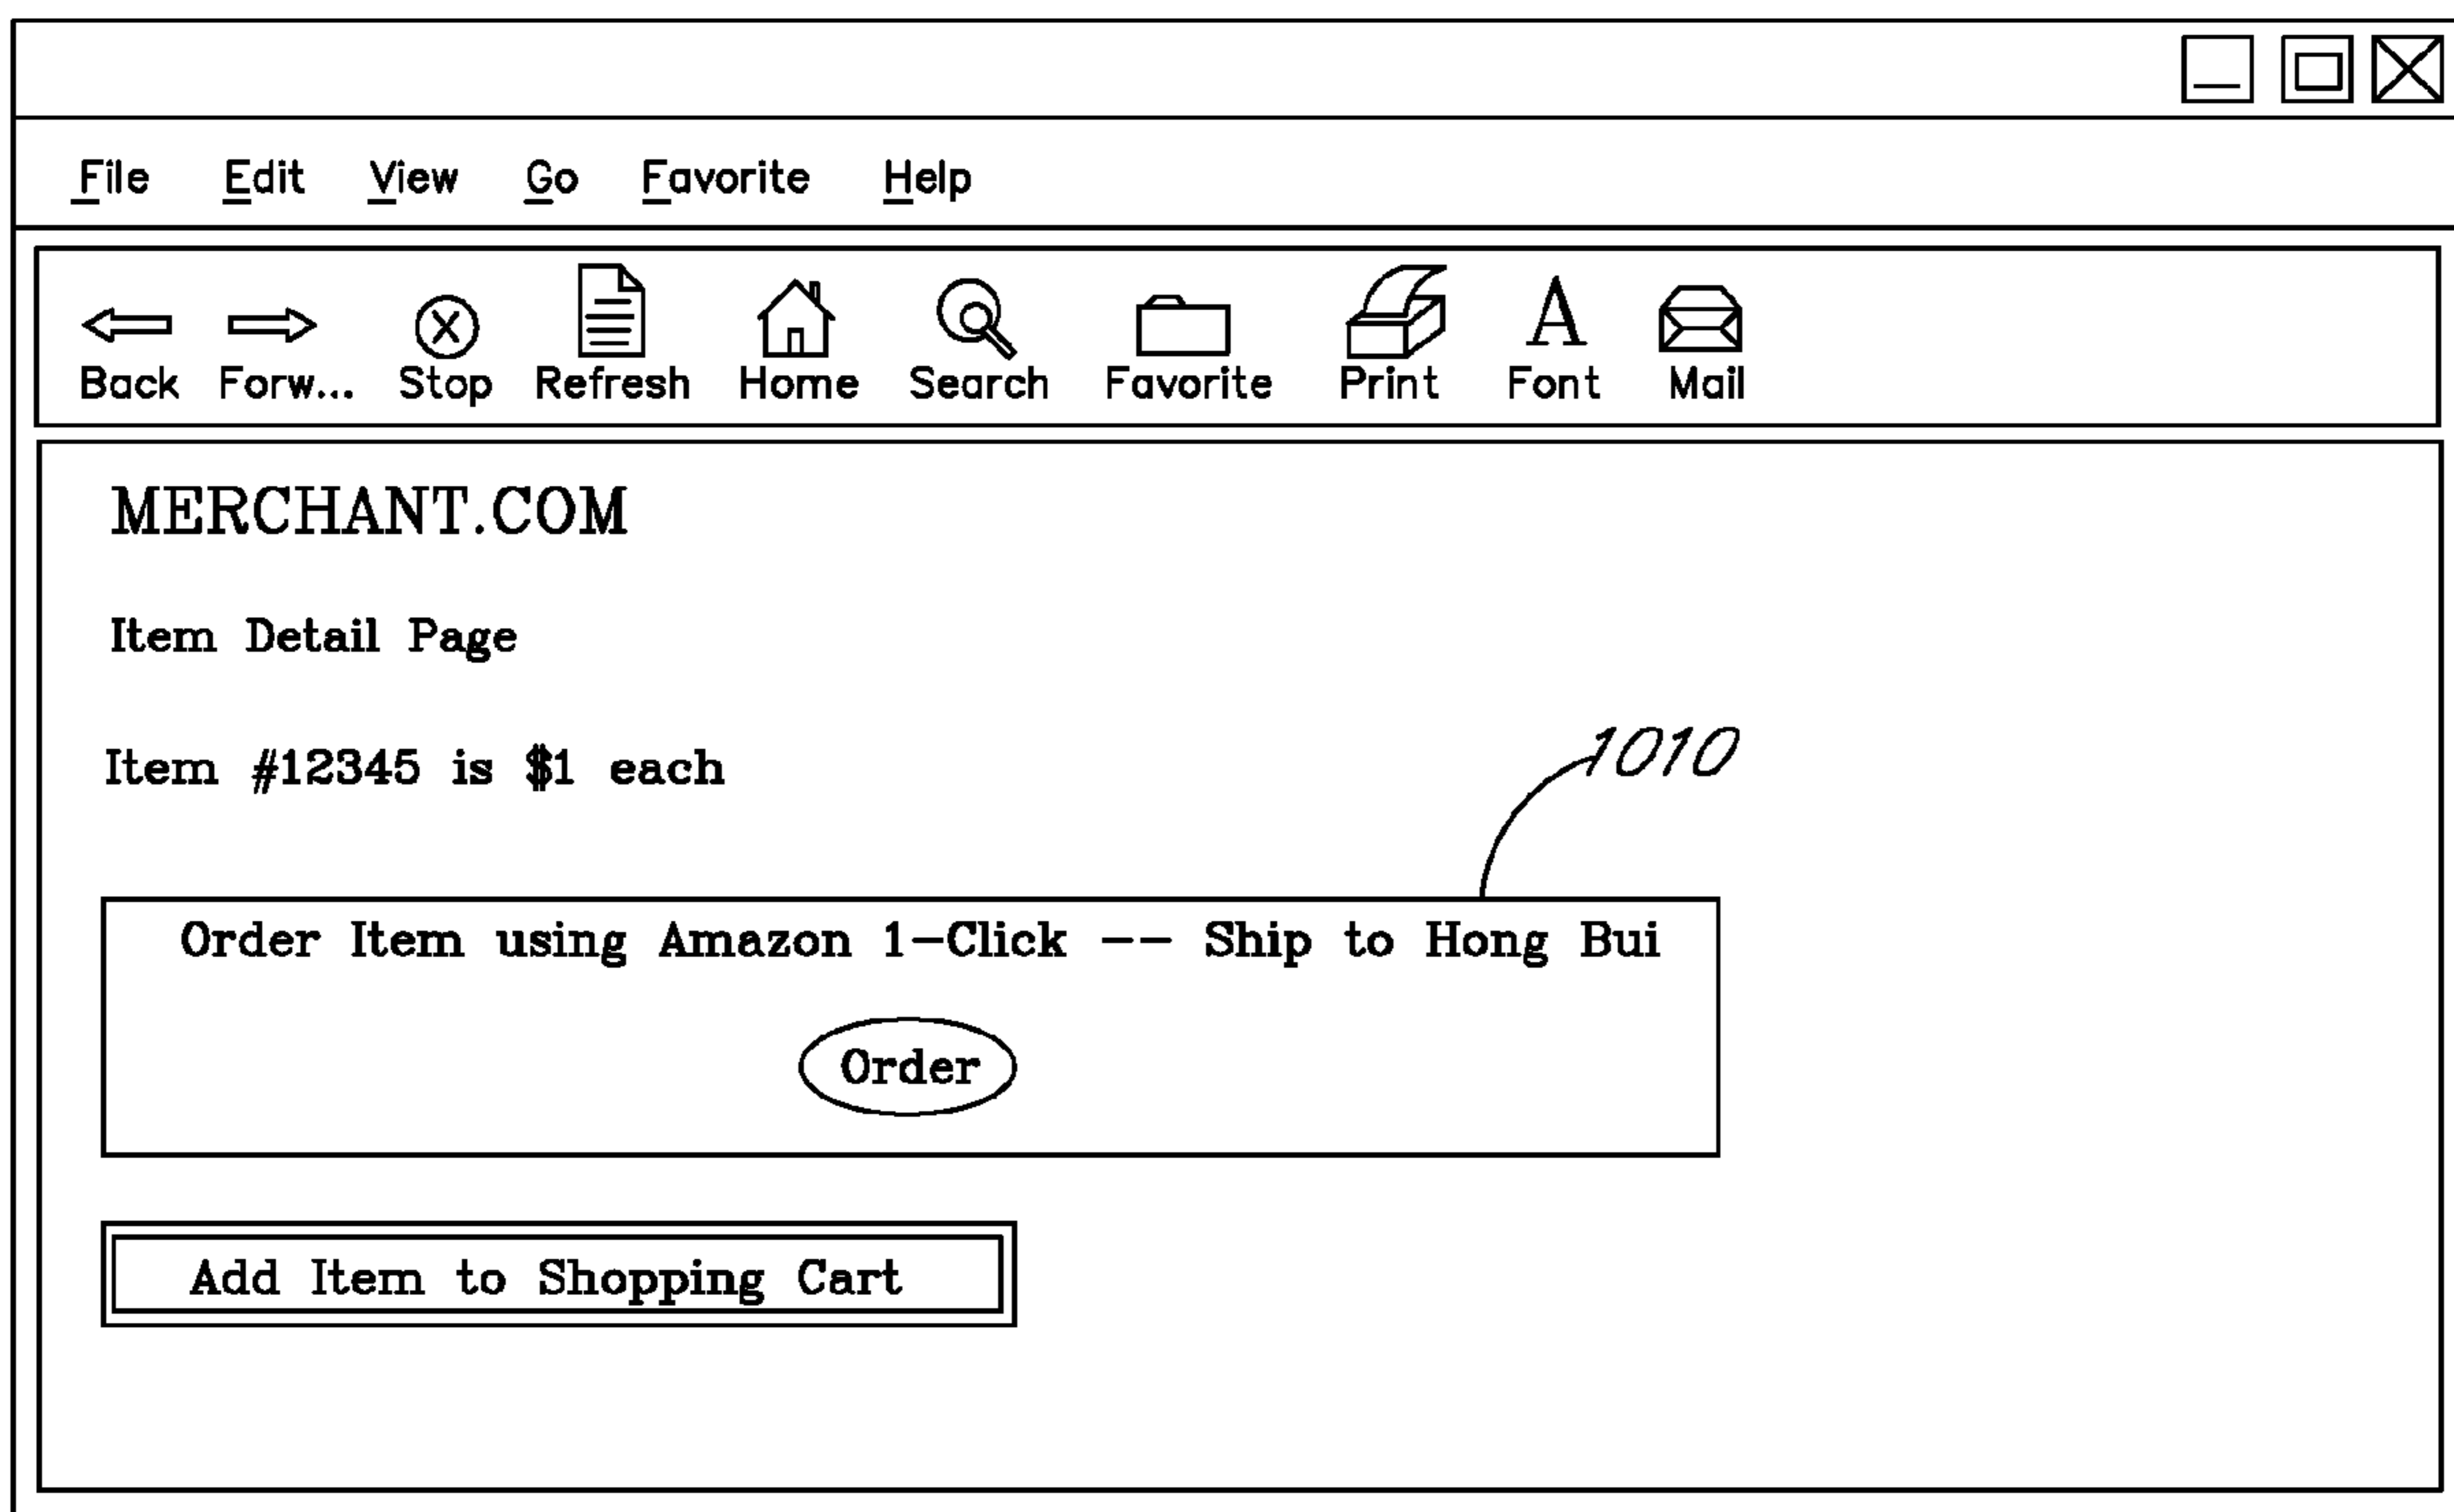 File Edit View Go Favorite Help
Back Forw... Stop Refresh Home Search Favorite Print Font Mail
MERCHANT.COM
Item Detail Page
Item #12345 is $1 each
1010
Order Item using Amazon 1-Click -- Ship to Hong Bui
Order
Add Item to Shopping Cart